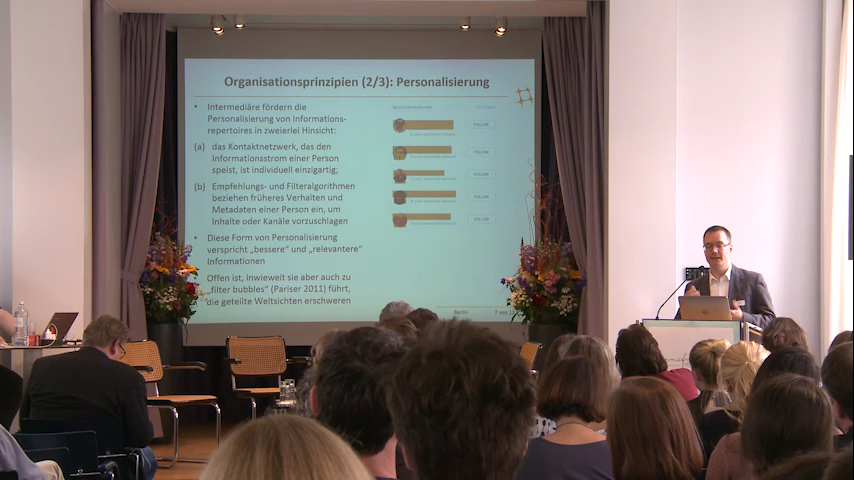 Organisationsprinzipien (2/3): Personalisierung
• Intermediäre fördern die
Personalisierung von Informations-
repertoires in zweierlei Hinsicht:
(a) das Kontaktnetzwerk, das den
Informationsstrom einer Person
speist, ist individuell einzigartig;
(b) Empfehlungs- und Filteralgorithmen
beziehen früheres Verhalten und
Metadaten einer Person ein, um
Inhalte oder Kanäle vorzuschlagen
• Diese Form von Personalisierung
verspricht „bessere“ und „relevantere“
Informationen
Offen ist, inwieweit sie aber auch zu
„filter bubbles“ (Pariser 2011) führt,
die geteilte Weltsichten erschweren
FOLLOW
FOLLOW
FOLLOW
FOLLOW
FOLLOW
Berlin
7 von